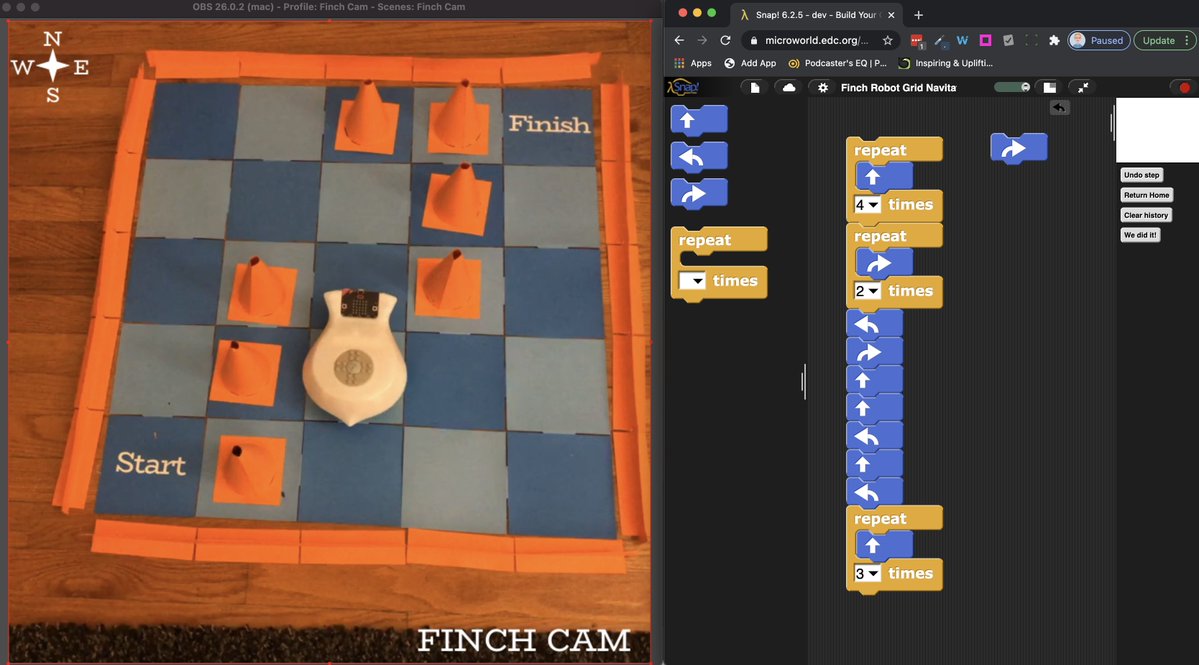 OBS 26.0.2 (mac) - Profile: Finch Cam - Scenes: Finch Cam
N
W E
S
Finish
Start
FINCH CAM
Snap! 6.2.5 - dev - Build Your
microworld.edc.org/...
1
W
Paused
Update
Apps
Add App
Podcaster's EQ | P...
Inspiring & Uplifti...
Snap!
Finch Robot Grid Navita
repeat
times
repeat
4 times
repeat
2 times
repeat
3 times
Undo step
Return Home
Clear history
We did it!